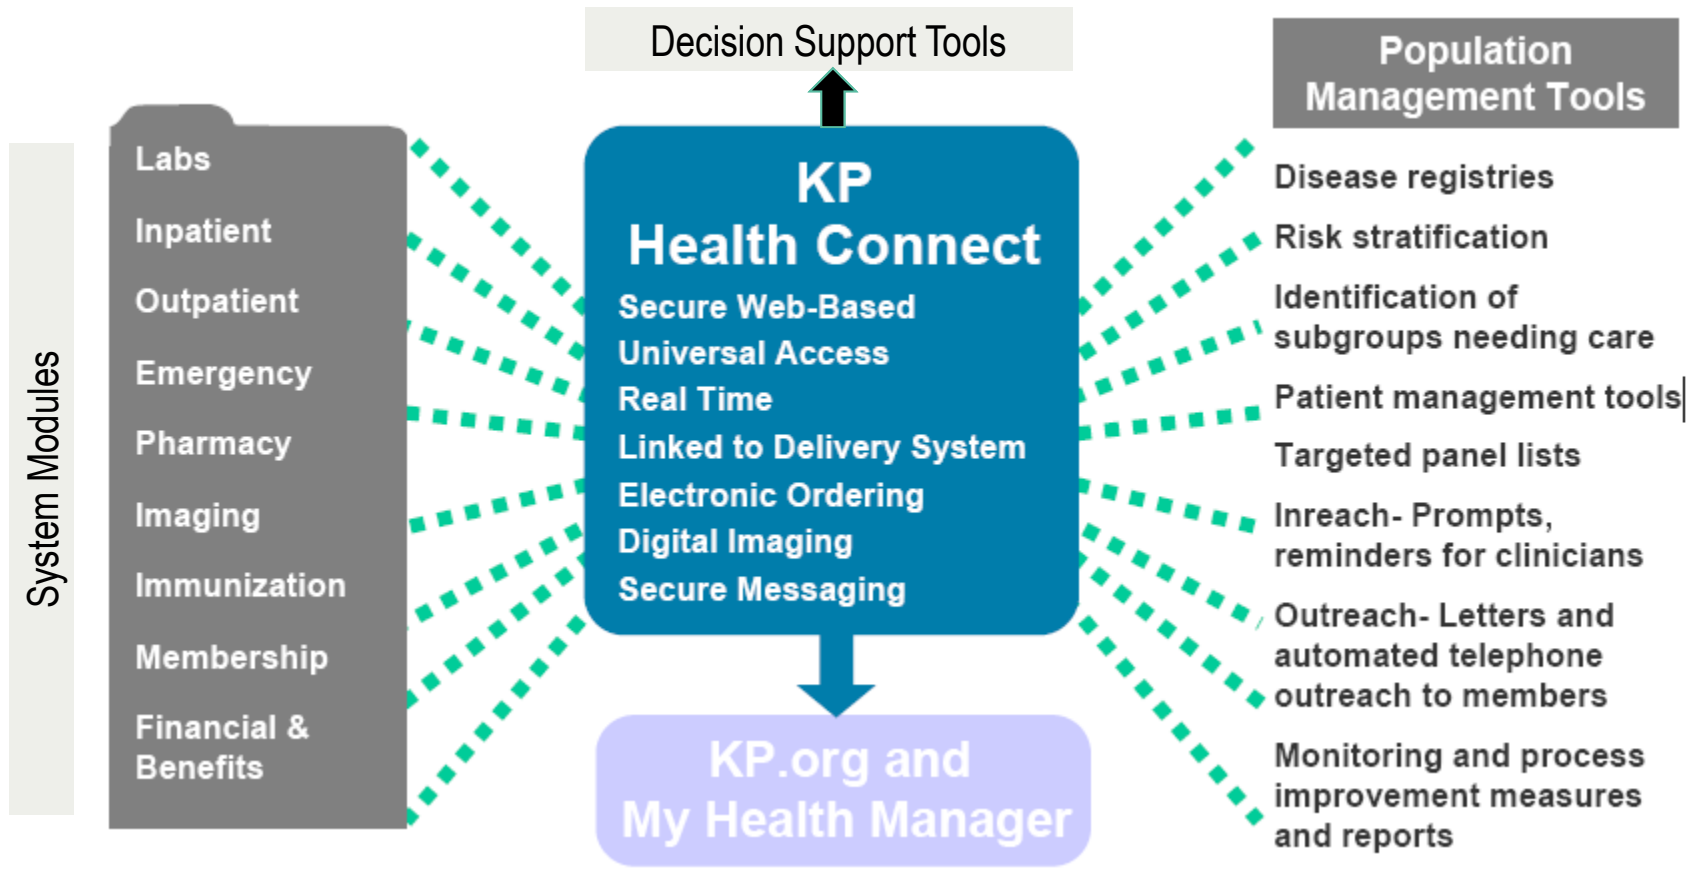 Decision Support Tools
System Modules
Labs
Inpatient
Outpatient
Emergency
Pharmacy
Imaging
Immunization
Membership
Financial &
Benefits
KP
Health Connect
Secure Web-Based
Universal Access
Real Time
Linked to Delivery System
Electronic Ordering
Digital Imaging
Secure Messaging
KP.org and
My Health Manager
Population
Management Tools
Disease registries
Risk stratification
Identification of
subgroups needing care
Patient management tools
Targeted panel lists
Inreach- Prompts,
reminders for clinicians
Outreach- Letters and
automated telephone
outreach to members
Monitoring and process
improvement measures
and reports